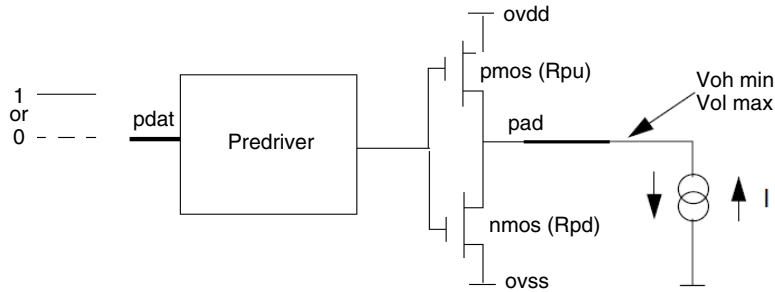 ovdd
pmos (Rpu)
1
or
0
pdat
Predriver
pad
Voh min
Vol max
I
nmos (Rpd)
ovss